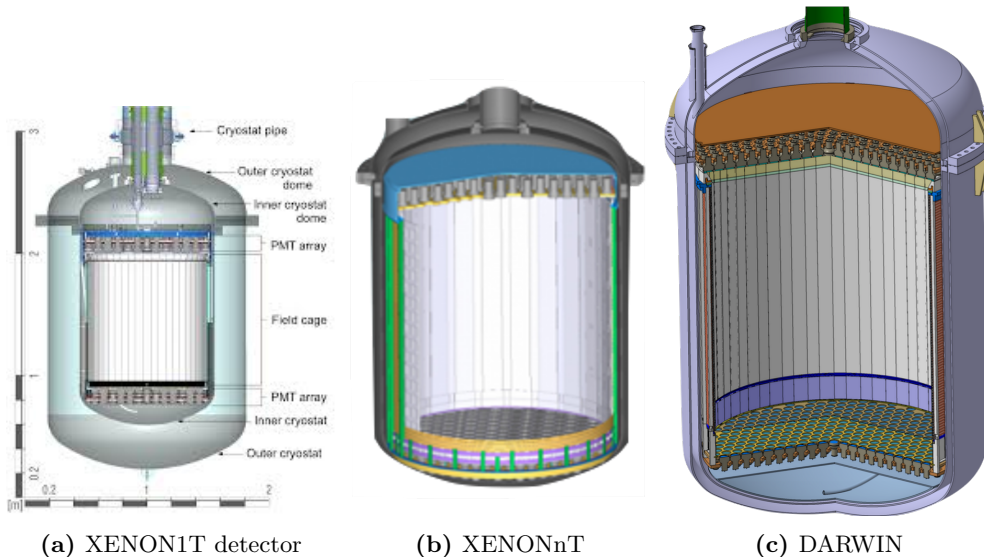 3
Cryostat pipe
Outer cryostat
dome
Inner cryostat
dome
PMT array
2
Field cage
1
PMT array
Inner cryostat
Outer cryostat
0.2
[m]
0.2
1
2
(a) XENON1T detector
(b) XENONnT
(c) DARWIN